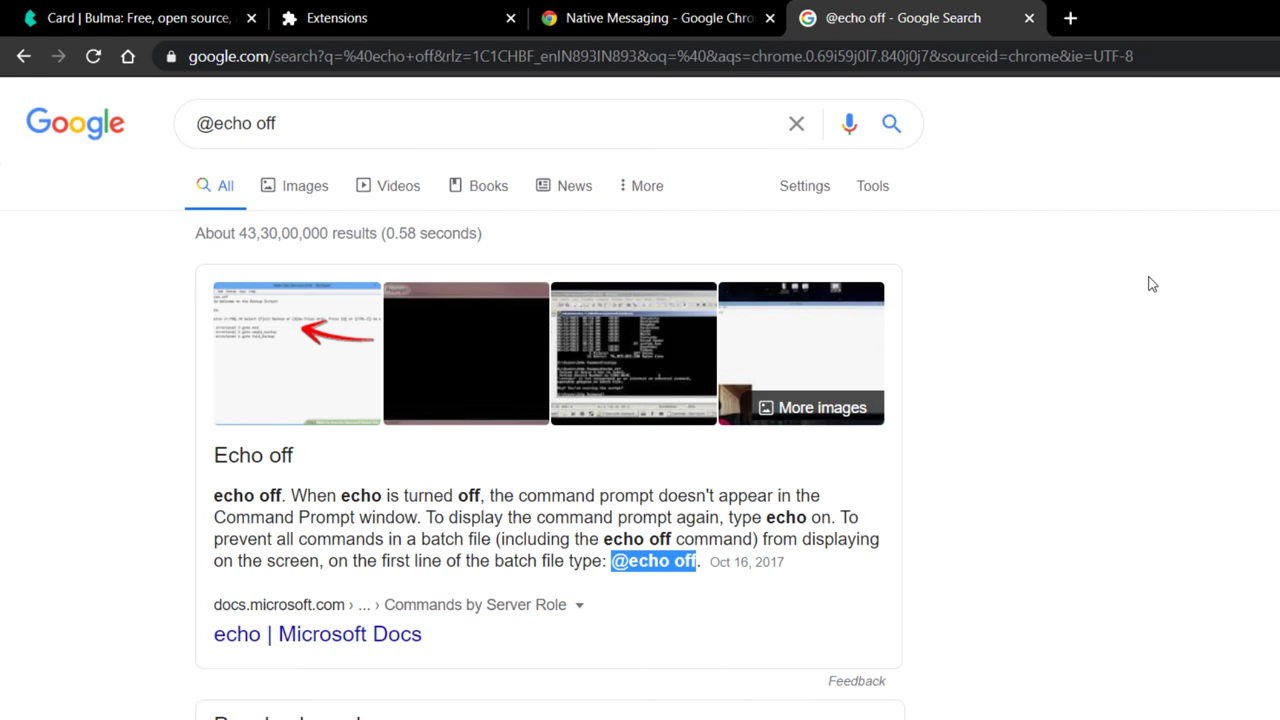 Card | Bulma: Free, open source,
Extensions
Native Messaging - Google Chro
@echo off - Google Search
google.com/search?q=%40echo+off&rlz=1C1CHBF_enIN893IN893&oq=%40&aqs=chrome.0.69i59j0l7.840j0j7&sourceid=chrome&ie=UTF-8
Google
@echo off
All
Images
Videos
Books
News
More
Settings
Tools
About 43,30,00,000 results (0.58 seconds)
More images
Echo off
echo off. When echo is turned off, the command prompt doesn't appear in the
Command Prompt window. To display the command prompt again, type echo on. To
prevent all commands in a batch file (including the echo off command) from displaying
on the screen, on the first line of the batch file type: @echo off. Oct 16, 2017
docs.microsoft.com › ... › Commands by Server Role
echo | Microsoft Docs
Feedback